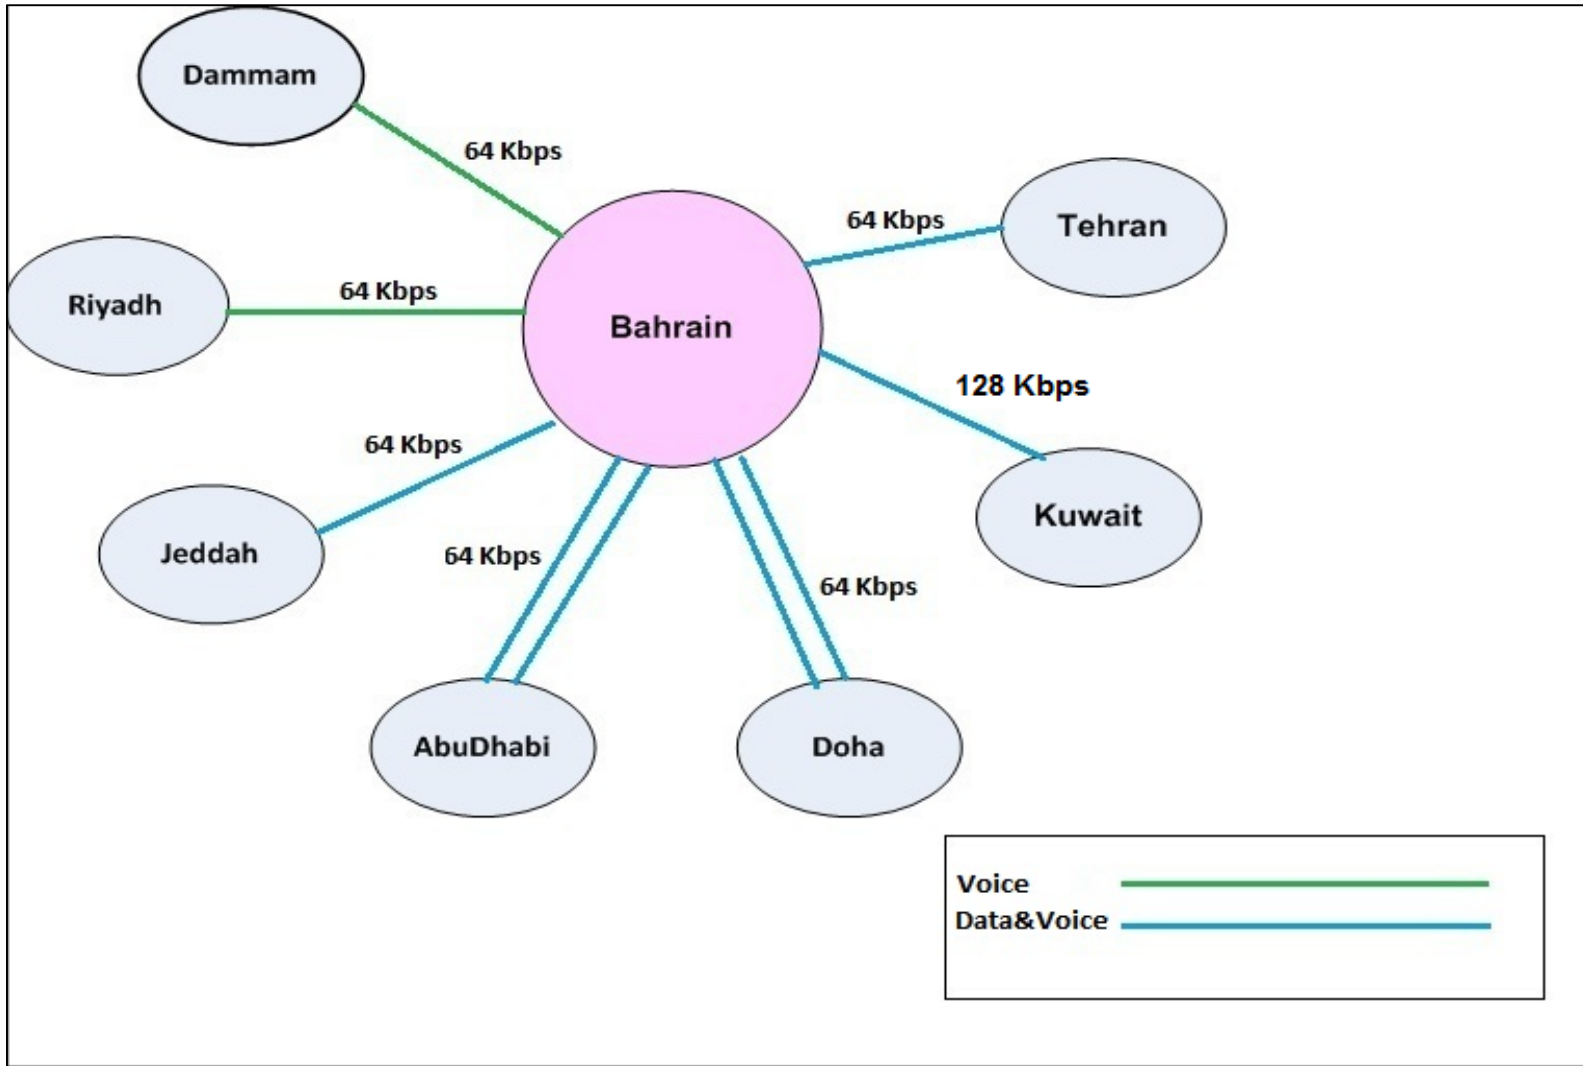 Dammam
64 Kbps
Tehran
64 Kbps
Riyadh
64 Kbps
Bahrain
128 Kbps
64 Kbps
Kuwait
Jeddah
64 Kbps
64 Kbps
AbuDhabi
Doha
Voice
Data&Voice